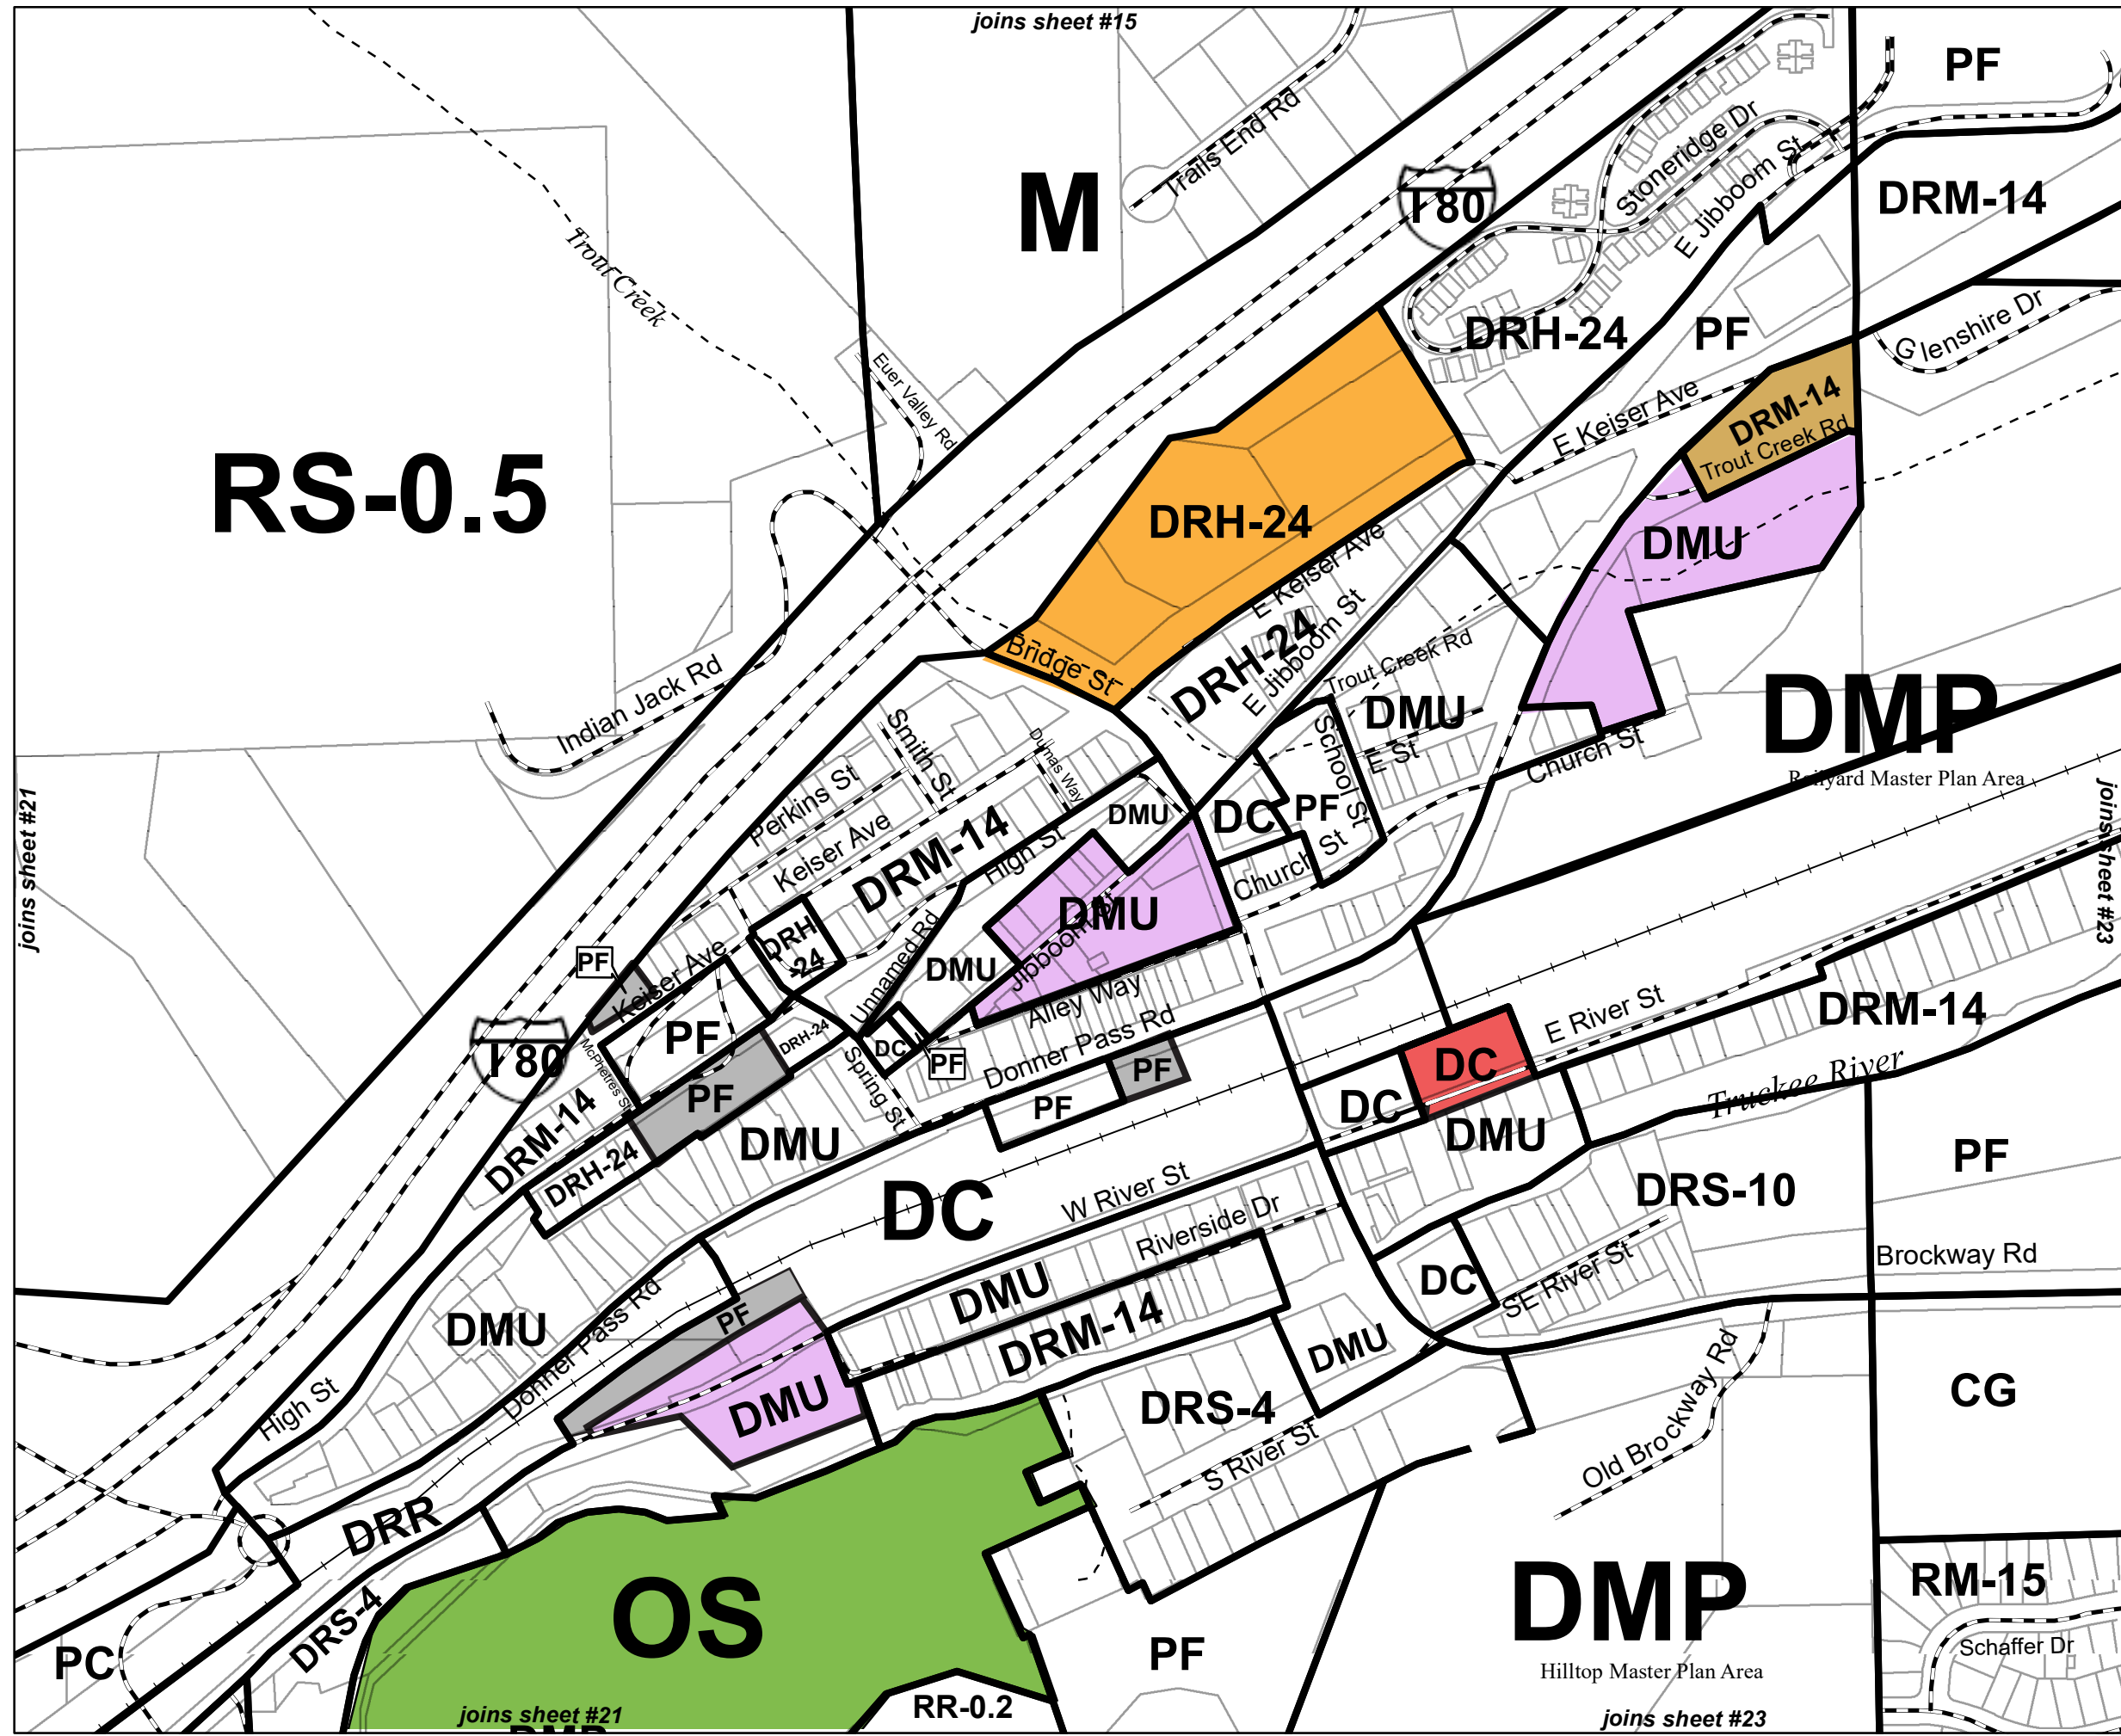 joins sheet #15
PF
M
Trails End Rd
I 80
Stoneridge Dr
E Jibboom St
DRM-14
Trout Creek
Euer Valley Rd
DRH-24
PF
Glenshire Dr
E Keiser Ave
DRM-14
Trout Creek Rd
RS-0.5
DRH-24
DMU
E Keiser Ave
DRH-24
E Jibboom St
Bridge St
Trout Creek Rd
Indian Jack Rd
DMU
E St
School St
Church St
DMP
Railyard Master Plan Area
Smith St
Dumas Way
Perkins St
Keiser Ave
DRM-14
High St
DMU
DC
PF
Church St
joins sheet #21
joins sheet #23
DRH
-24
Unnamed Rd
DMU
DMU
Jibboom St
Alley Way
PF
Keiser Ave
PF
I 80
McPhetres St
DRH-24
DC
PF
Spring St
Donner Pass Rd
PF
PF
PF
DRM-14
DRH-24
DMU
DC
DC
E River St
DRM-14
Truckee River
DC
DMU
DRS-10
PF
W River St
Riverside Dr
DMU
DRM-14
DC
SE River St
Brockway Rd
DMU
Donner Pass Rd
PF
DMU
High St
DRS-4
DMU
S River St
Old Brockway Rd
CG
DRR
DRS-4
PC
OS
PF
DMP
Hilltop Master Plan Area
RM-15
Schaffer Dr
RR-0.2
joins sheet #21
DMP
joins sheet #23